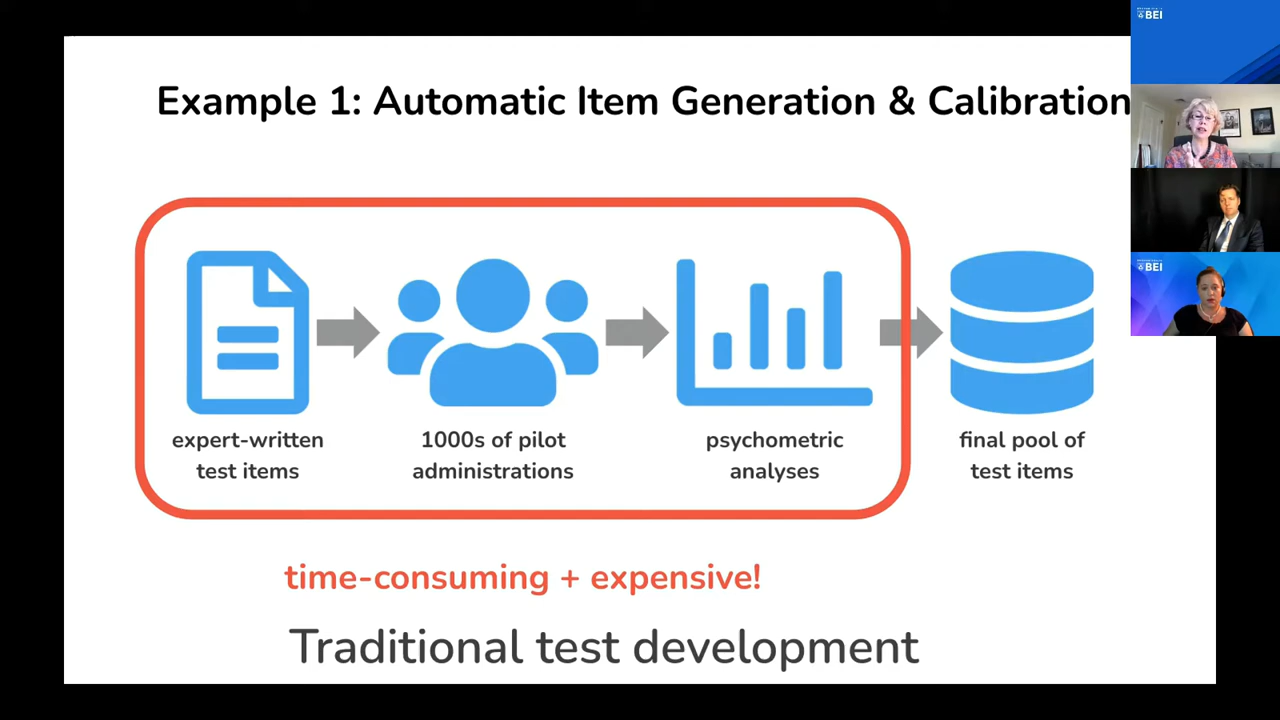 Example 1: Automatic Item Generation & Calibration
expert-written
test items
1000s of pilot
administrations
psychometric
analyses
final pool of
test items
time-consuming + expensive!
Traditional test development
BEI
BEI